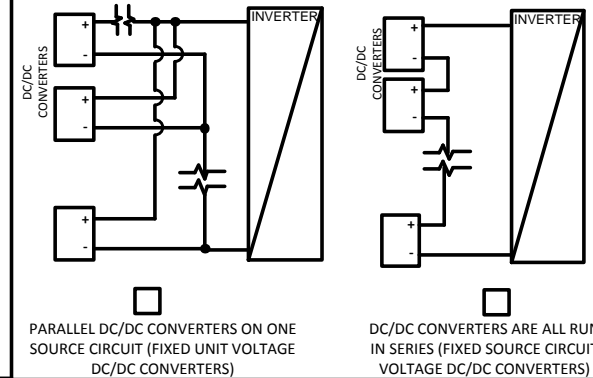 INVERTER
DC/DC
CONVERTERS
+
-
+
-
+
-
PARALLEL DC/DC CONVERTERS ON ONE
SOURCE CIRCUIT (FIXED UNIT VOLTAGE
DC/DC CONVERTERS)
INVERTER
DC/DC
CONVERTERS
+
-
+
-
+
-
DC/DC CONVERTERS ARE ALL RUN
IN SERIES (FIXED SOURCE CIRCUIT
VOLTAGE DC/DC CONVERTERS)